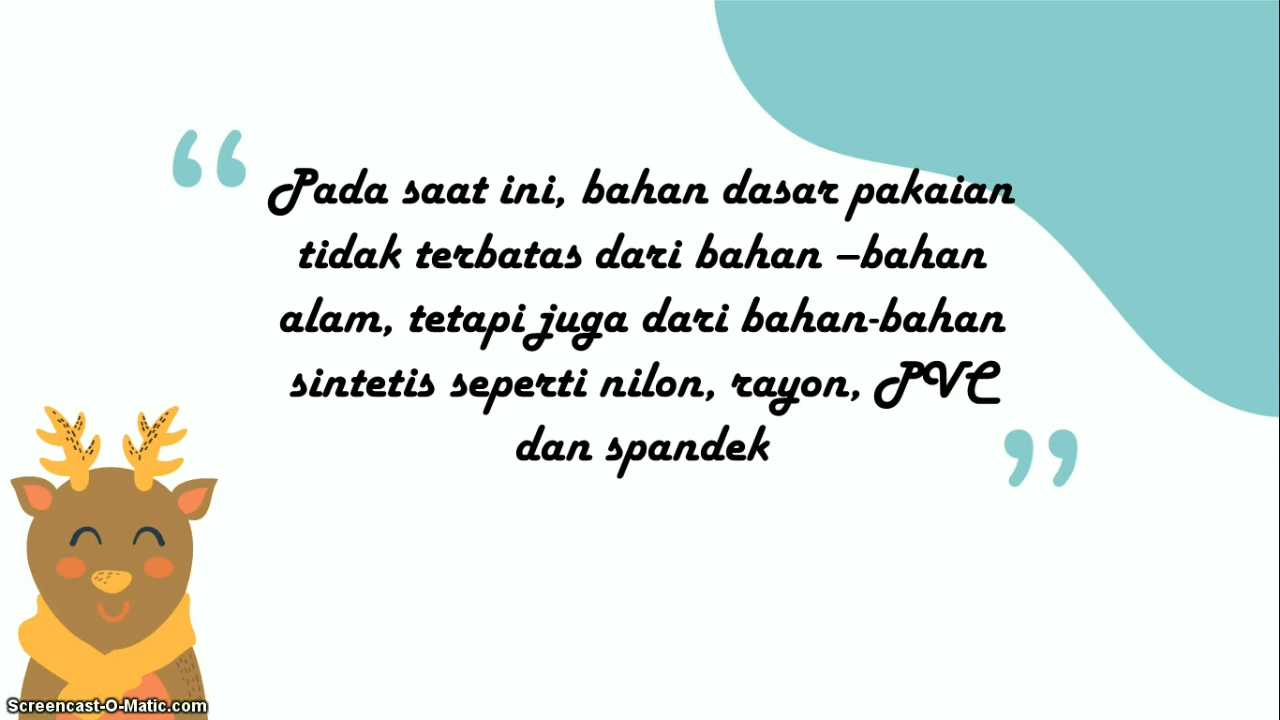 “ Pada saat ini, bahan dasar pakaian
tidak terbatas dari bahan –bahan
alam, tetapi juga dari bahan-bahan
sintetis seperti nilon, rayon, PVC
dan spandek ”
Screencast-O-Matic.com